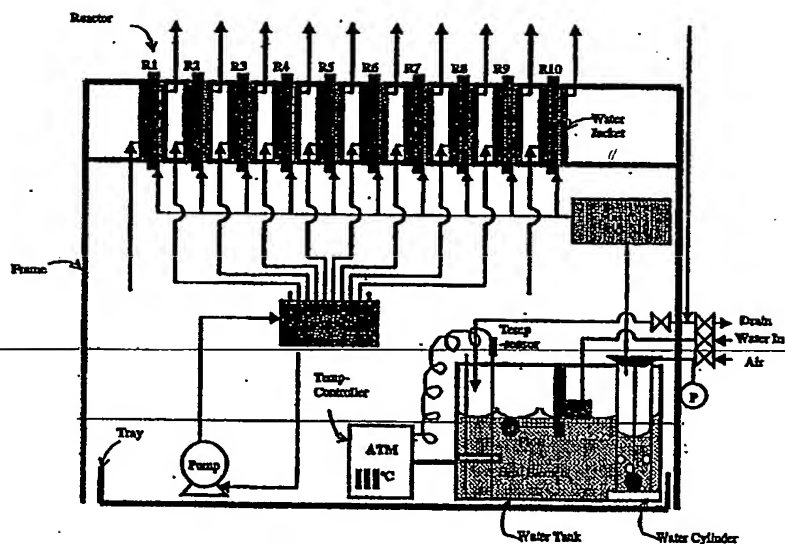 Reactor
R1 R2 R3 R4 R5 R6 R7 R8 R9 R10
Water
Jacket
Frame
Temp
-sensor
Drain
Water In
Air
P
Temp-
Controller
Tray
ATM
°C
Pump
Water Tank
Water Cylinder